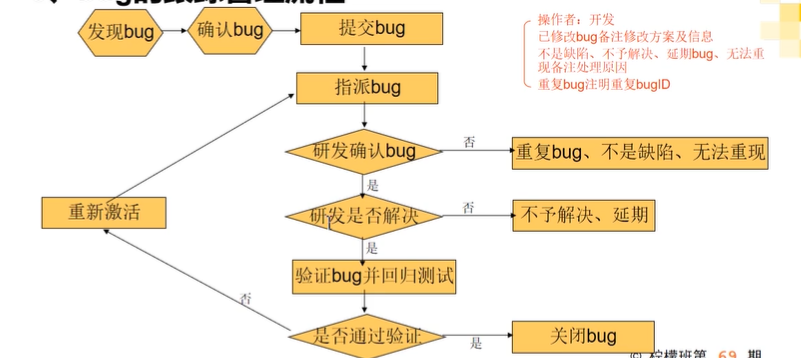 发现bug
确认bug
提交bug
操作者：开发
已修改bug备注修改方案及信息
不是缺陷、不予解决、延期bug、无法重
现备注处理原因
重复bug注明重复bugID
指派bug
研发确认bug
否
重复bug、不是缺陷、无法重现
是
重新激活
研发是否解决
否
不予解决、延期
是
验证bug并回归测试
否
是否通过验证
是
关闭bug
柠檬班第 69 期